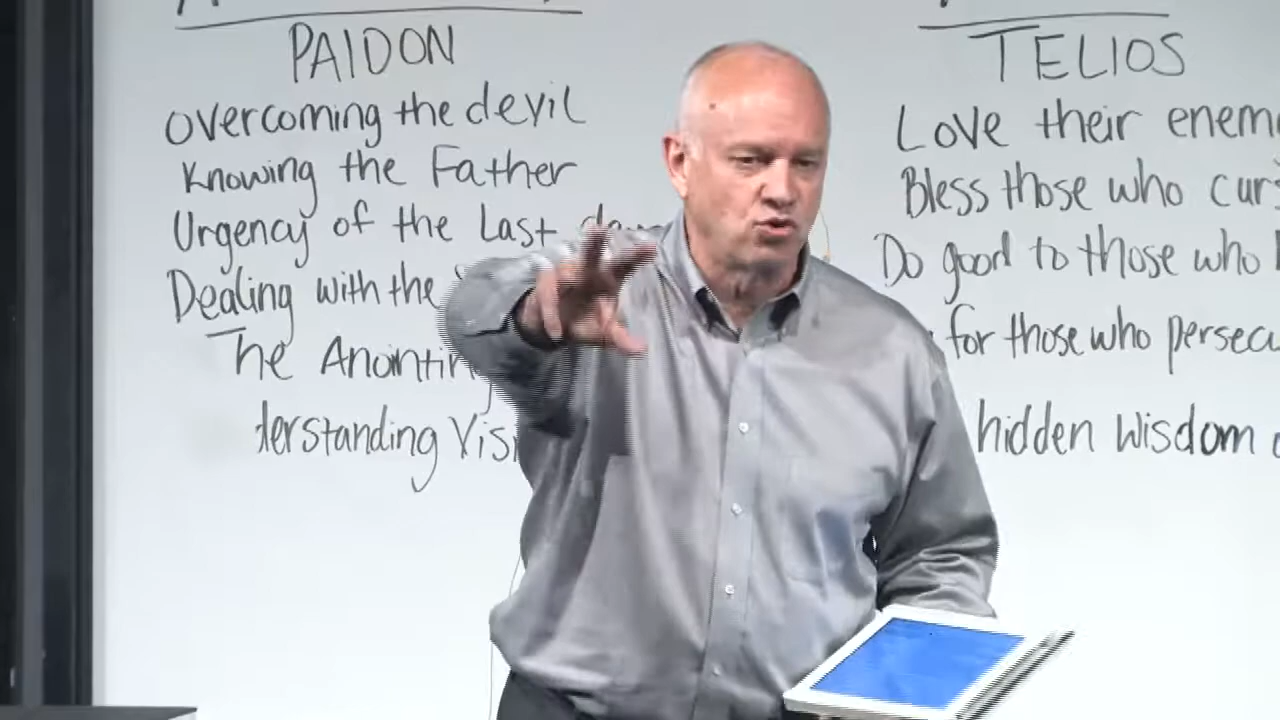 PAIDON
overcoming the devil
Knowing the Father
Urgency of the Last
Dealing with the
The Anointin
derstanding Vis
TELIOS
Love their enem
Bless those who cur
Do good to those who
for those who persecu
hidden wisdom